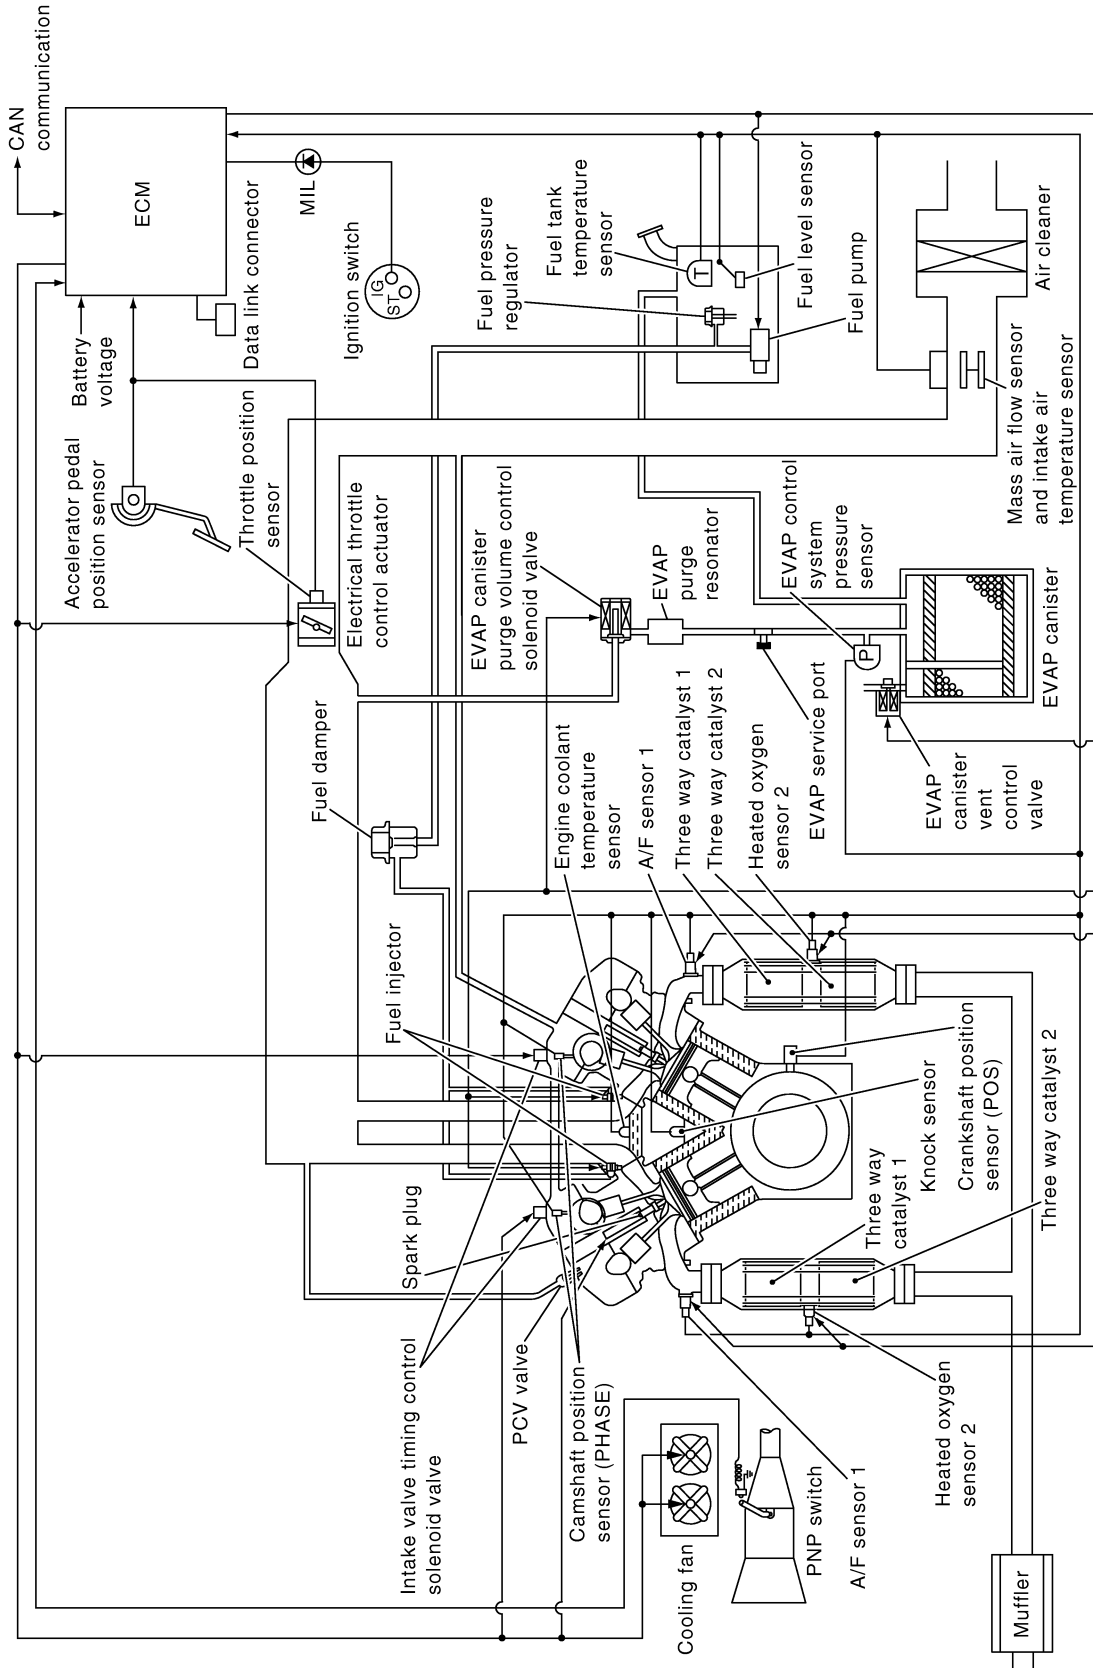 CAN
communication
ECM
MIL
Data link connector
Ignition switch
IG
ST
Battery
voltage
Accelerator pedal
position sensor
Throttle position
sensor
Electrical throttle
control actuator
Fuel pressure
regulator
Fuel tank
temperature
sensor
T
Fuel level sensor
Fuel pump
Air cleaner
Mass air flow sensor
and intake air
temperature sensor
EVAP canister
purge volume control
solenoid valve
EVAP
purge
resonator
EVAP control
system
pressure
sensor
P
EVAP canister
EVAP service port
EVAP
canister
vent
control
valve
Fuel damper
Engine coolant
temperature
sensor
A/F sensor 1
Three way catalyst 1
Three way catalyst 2
Heated oxygen
sensor 2
Fuel injector
Spark plug
Intake valve timing control
solenoid valve
PCV valve
Camshaft position
sensor (PHASE)
Knock sensor
Crankshaft position
sensor (POS)
Three way
catalyst 1
Three way catalyst 2
Cooling fan
PNP switch
A/F sensor 1
Heated oxygen
sensor 2
Muffler